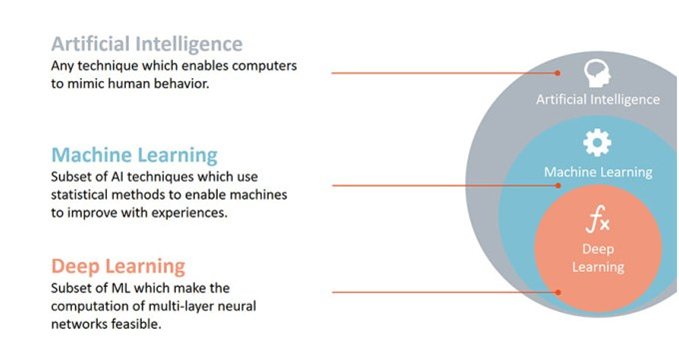 Artificial Intelligence
Any technique which enables computers
to mimic human behavior.
Machine Learning
Subset of AI techniques which use
statistical methods to enable machines
to improve with experiences.
Deep Learning
Subset of ML which make the
computation of multi-layer neural
networks feasible.
Artificial Intelligence
Machine Learning
fx
Deep
Learning